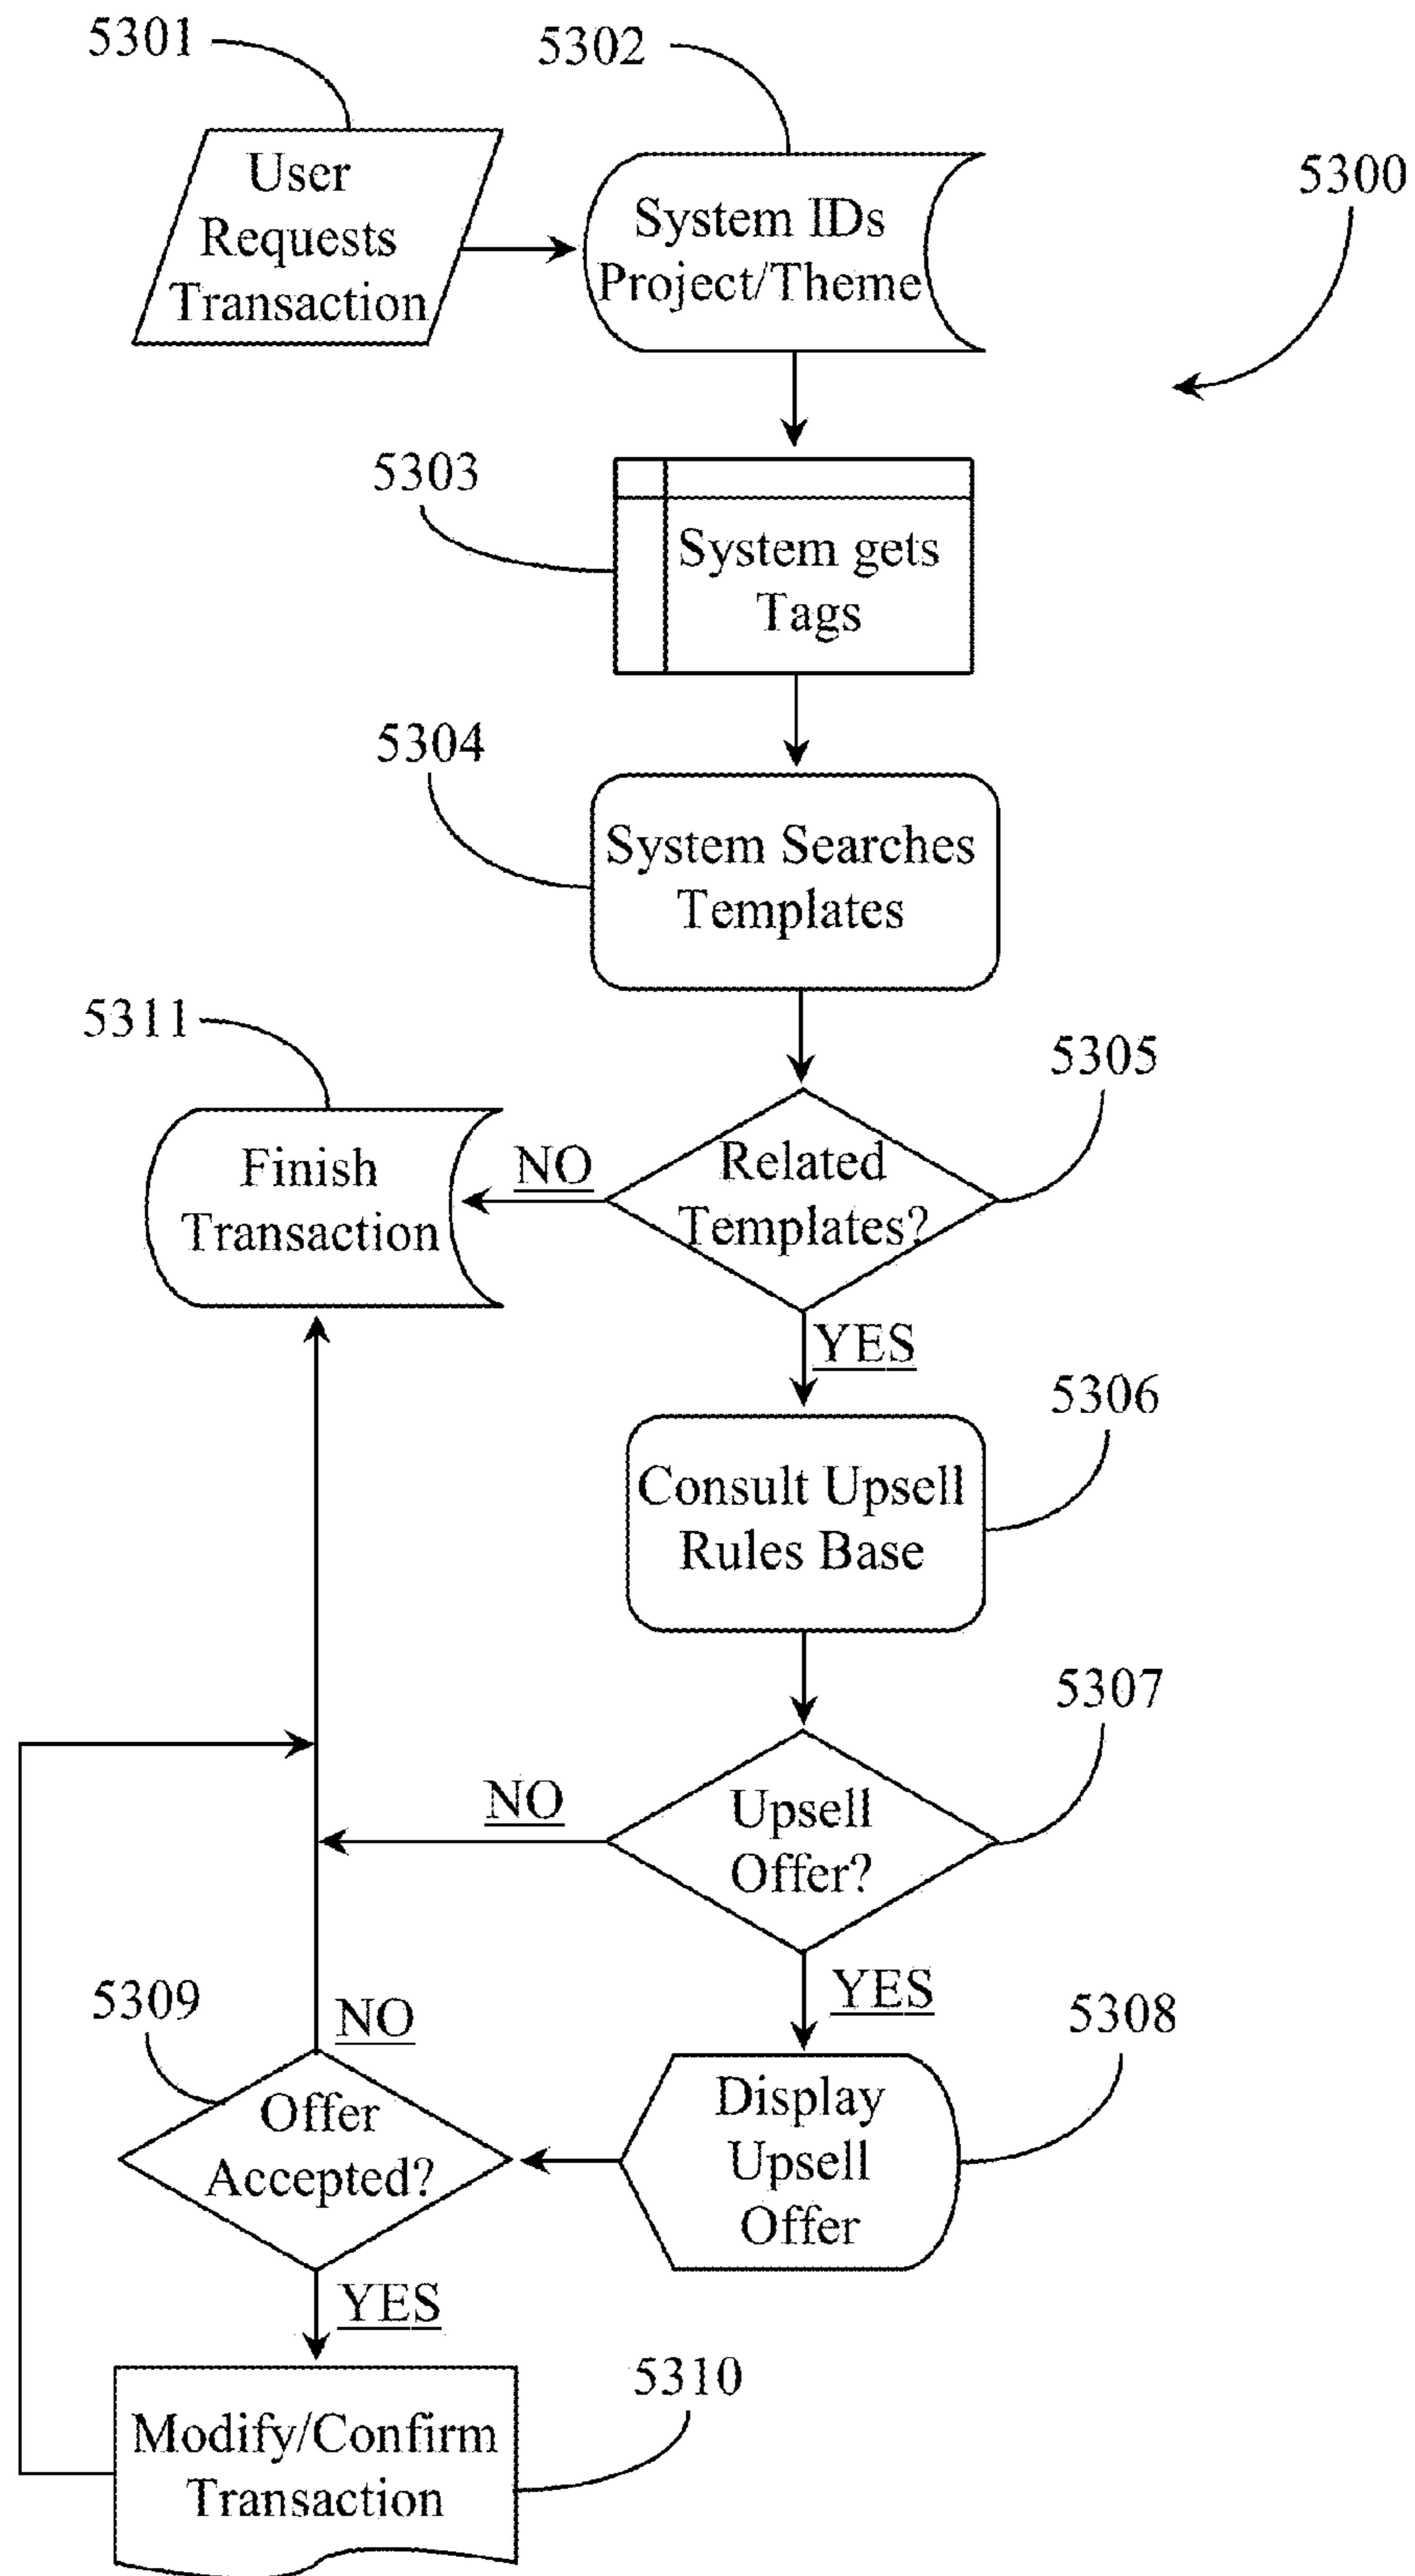 5301
5302
5300
User
Requests
Transaction
System IDs
Project/Theme
5303
System gets
Tags
5304
System Searches
Templates
5311
5305
Finish
Transaction
NO
Related
Templates?
YES
5306
Consult Upsell
Rules Base
5307
NO
Upsell
Offer?
YES
5309
NO
5308
Offer
Accepted?
Display
Upsell
Offer
YES
5310
Modify/Confirm
Transaction